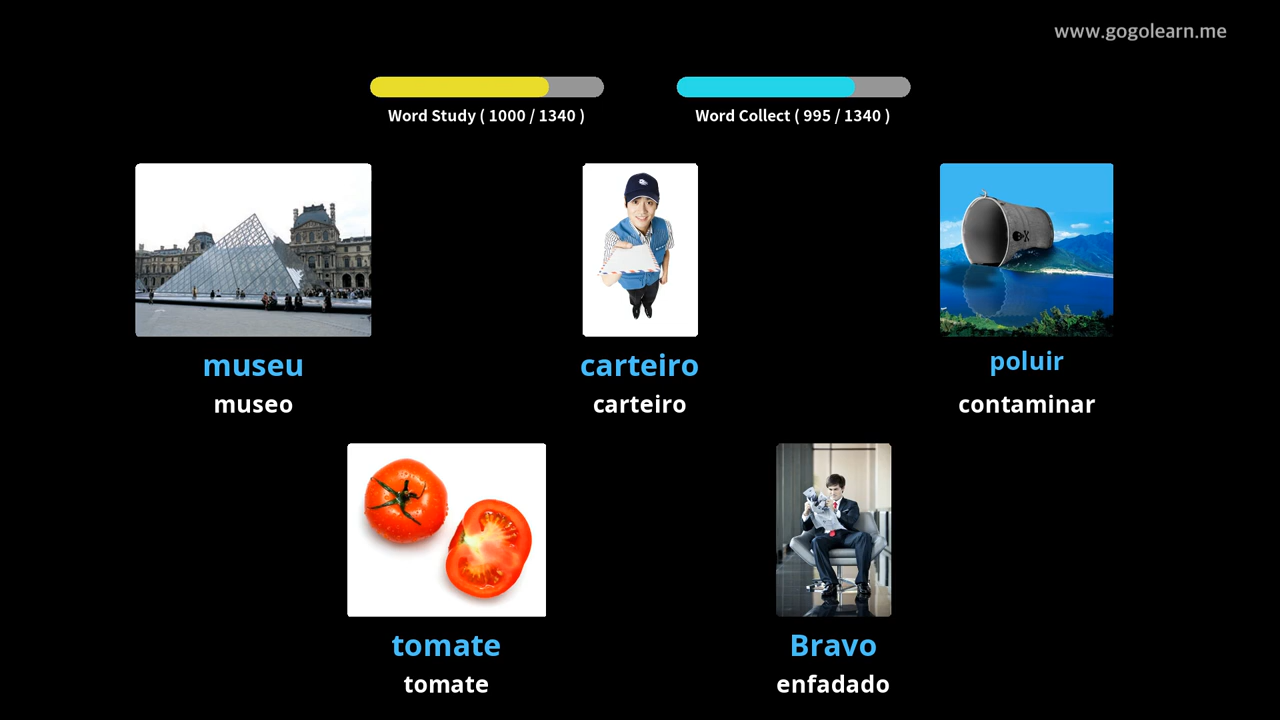 www.gogolearn.me
Word Study ( 1000 / 1340 )
Word Collect ( 995 / 1340 )
museu
museo
carteiro
carteiro
poluir
contaminar
tomate
tomate
Bravo
enfadado